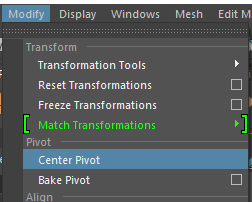 Modify Display Windows Mesh Edit M
Transform
Transformation Tools
Reset Transformations
Freeze Transformations
Match Transformations
Pivot
Center Pivot
Bake Pivot
Align